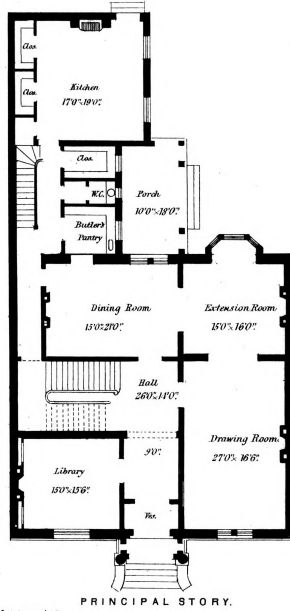 Clos.
Kitchen
17'0"x19'0".
Clos.
Clos.
W.C.
Porch
10'0"x18'0".
Butler's
Pantry
Dining Room
15'0"x21'0".
Extension Room
15'0"x16'0".
Hall
26'0"x14'0".
Drawing Room.
27'0"x16'6".
9'0".
Library
15'0"x15'6".
Ves.
PRINCIPAL STORY.